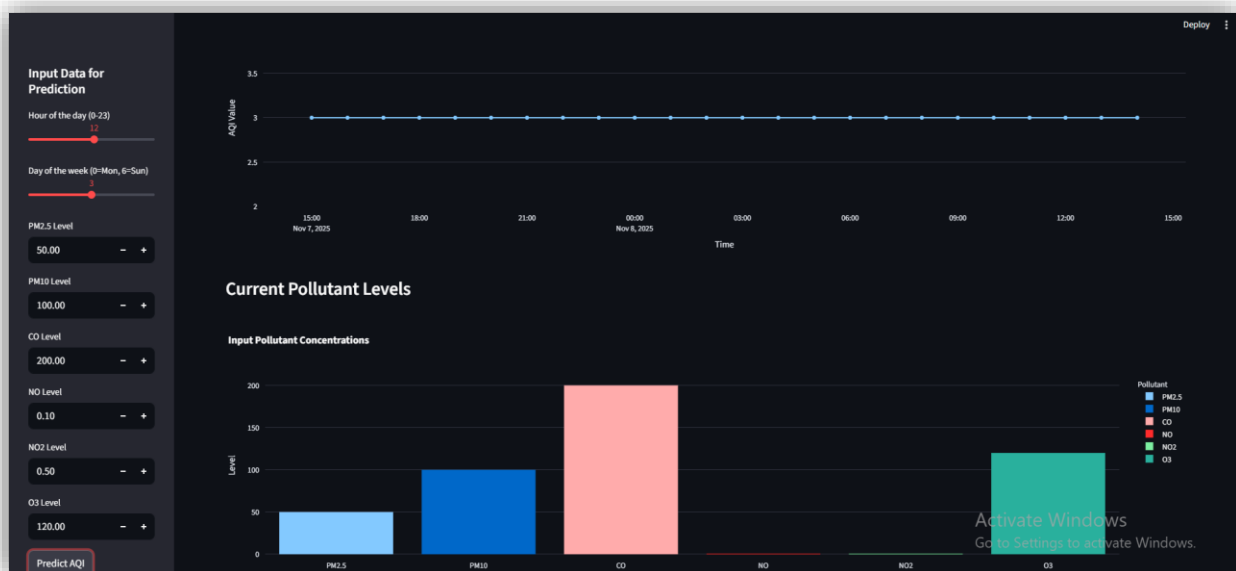 Deploy
Input Data for
Prediction
Hour of the day (0-23)
12
Day of the week (0=Mon, 6=Sun)
3
PM2.5 Level
50.00
PM10 Level
100.00
CO Level
200.00
NO Level
0.10
NO2 Level
0.50
O3 Level
120.00
Predict AQI
3.5
3
2.5
2
AQI Value
15:00 18:00 21:00 00:00 03:00 06:00 09:00 12:00 15:00
Nov 7, 2025 Nov 8, 2025
Time
Current Pollutant Levels
Input Pollutant Concentrations
200
150
100
50
0
Level
PM2.5 PM10 CO NO NO2 O3
Pollutant
PM2.5
PM10
CO
NO
NO2
O3
Activate Windows
Go to Settings to activate Windows.